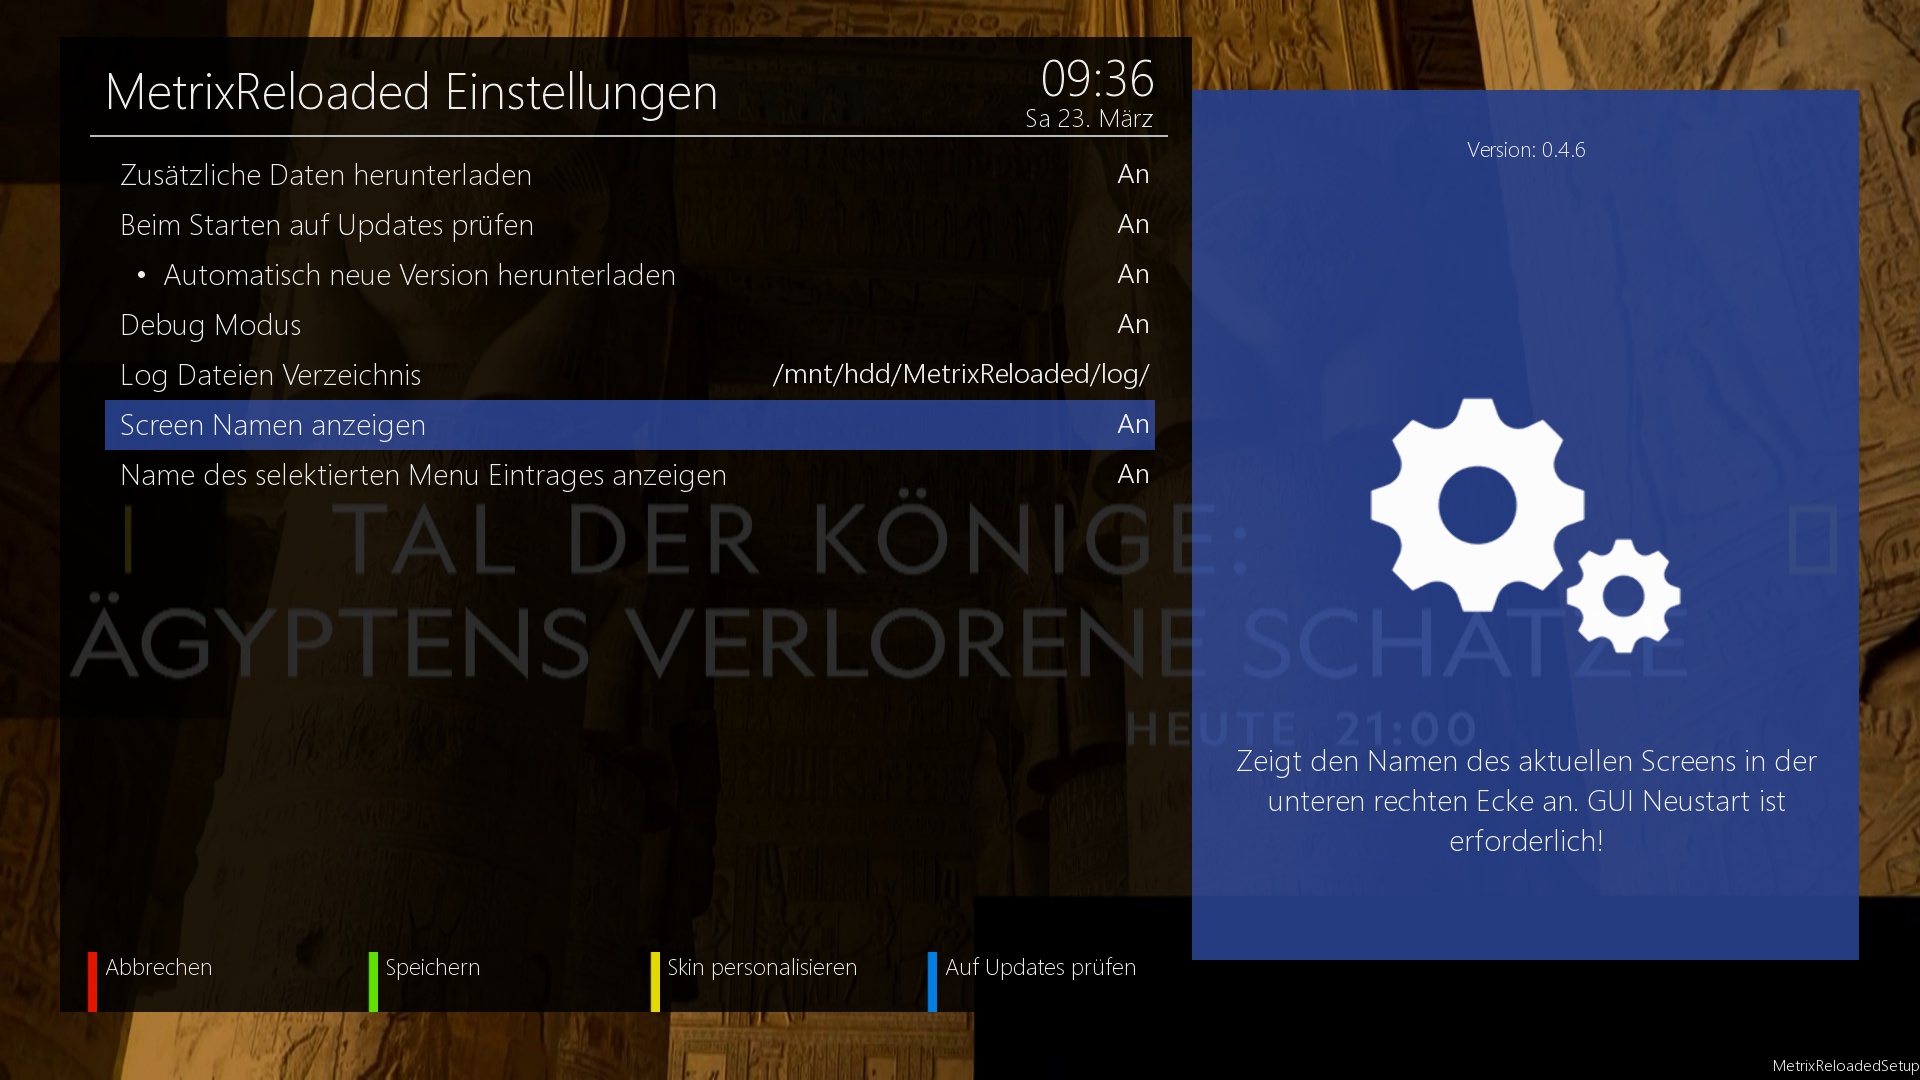 MetrixReloaded Einstellungen
09:36
Sa 23. März
Version: 0.4.6
Zusätzliche Daten herunterladen An
Beim Starten auf Updates prüfen An
• Automatisch neue Version herunterladen An
Debug Modus An
Log Dateien Verzeichnis /mnt/hdd/MetrixReloaded/log/
Screen Namen anzeigen An
Name des selektierten Menu Eintrages anzeigen An
TAL DER KÖNIGE:
ÄGYPTENS VERLORENE SCHÄTZE
HEUTE 21:00
Zeigt den Namen des aktuellen Screens in der
unteren rechten Ecke an. GUI Neustart ist
erforderlich!
Abbrechen Speichern Skin personalisieren Auf Updates prüfen
MetrixReloadedSetup